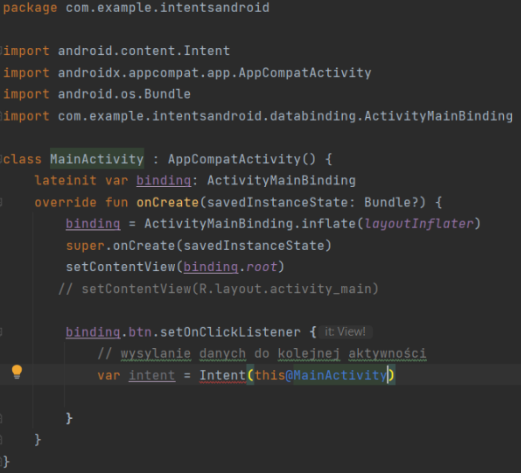 package com.example.intentsandroid
import android.content.Intent
import androidx.appcompat.app.AppCompatActivity
import android.os.Bundle
import com.example.intentsandroid.databinding.ActivityMainBinding
class MainActivity : AppCompatActivity() {
lateinit var binding: ActivityMainBinding
override fun onCreate(savedInstanceState: Bundle?) {
binding = ActivityMainBinding.inflate(layoutInflater)
super.onCreate(savedInstanceState)
setContentView(binding.root)
// setContentView(R.layout.activity_main)
binding.btn.setOnClickListener { it: View!
// wysylanie danych do kolejnej aktywności
var intent = Intent(this@MainActivity)
}
}
}